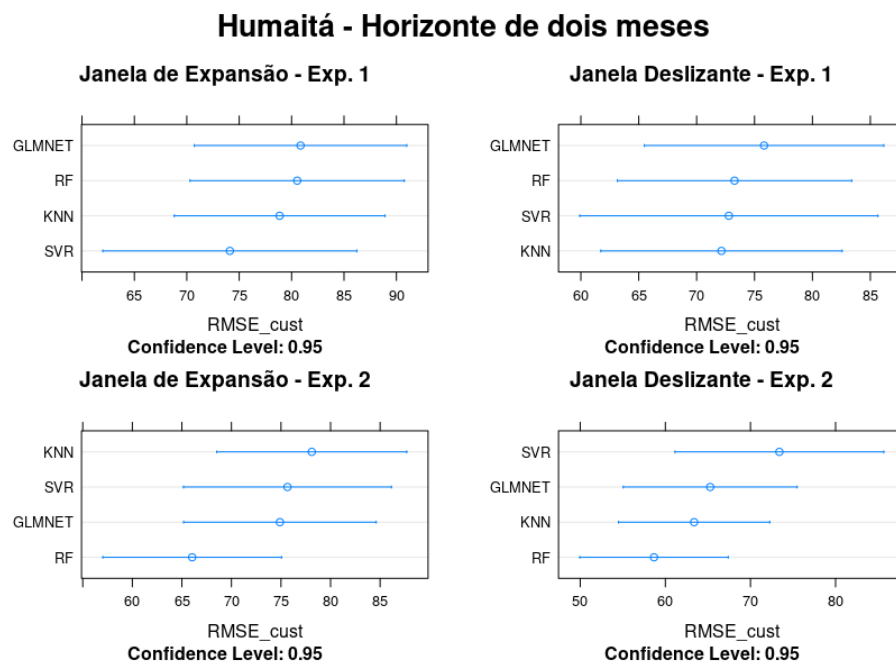 Humaitá - Horizonte de dois meses
Janela de Expansão - Exp. 1
GLMNET
RF
KNN
SVR
65 70 75 80 85 90
RMSE_cust
Confidence Level: 0.95
Janela Deslizante - Exp. 1
GLMNET
RF
SVR
KNN
60 65 70 75 80 85
RMSE_cust
Confidence Level: 0.95
Janela de Expansão - Exp. 2
KNN
SVR
GLMNET
RF
60 65 70 75 80 85
RMSE_cust
Confidence Level: 0.95
Janela Deslizante - Exp. 2
SVR
GLMNET
KNN
RF
50 60 70 80
RMSE_cust
Confidence Level: 0.95